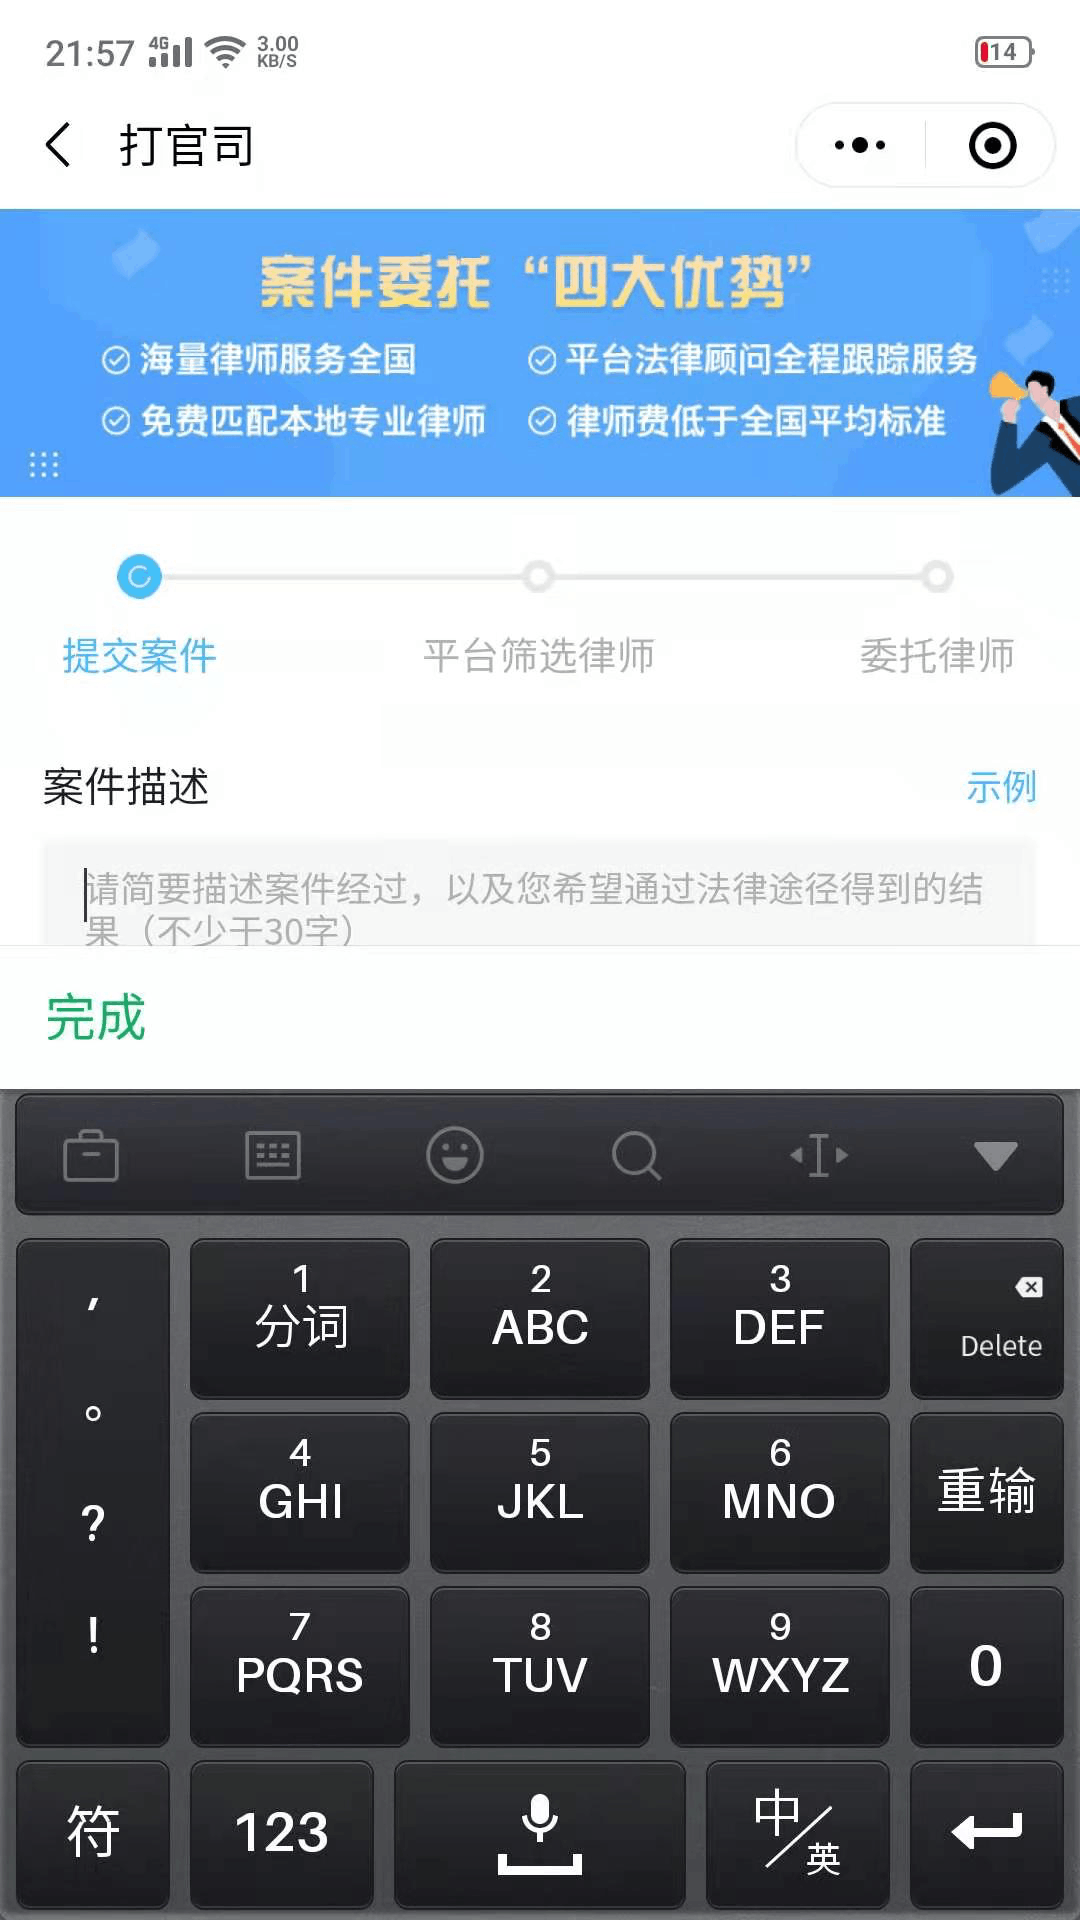 21:57 4G 3.00 KB/S 14
打官司
案件委托 “四大优势”
海量律师服务全国 平台法律顾问全程跟踪服务
免费匹配本地专业律师 律师费低于全国平均标准
提交案件 平台筛选律师 委托律师
案件描述 示例
请简要描述案件经过，以及您希望通过法律途径得到的结
果（不少于30字）
完成
， 1 2 3
分词 ABC DEF Delete
。 4 5 6
GHI JKL MNO 重输
？ 7 8 9
！ PQRS TUV WXYZ 0
符 123 中/英